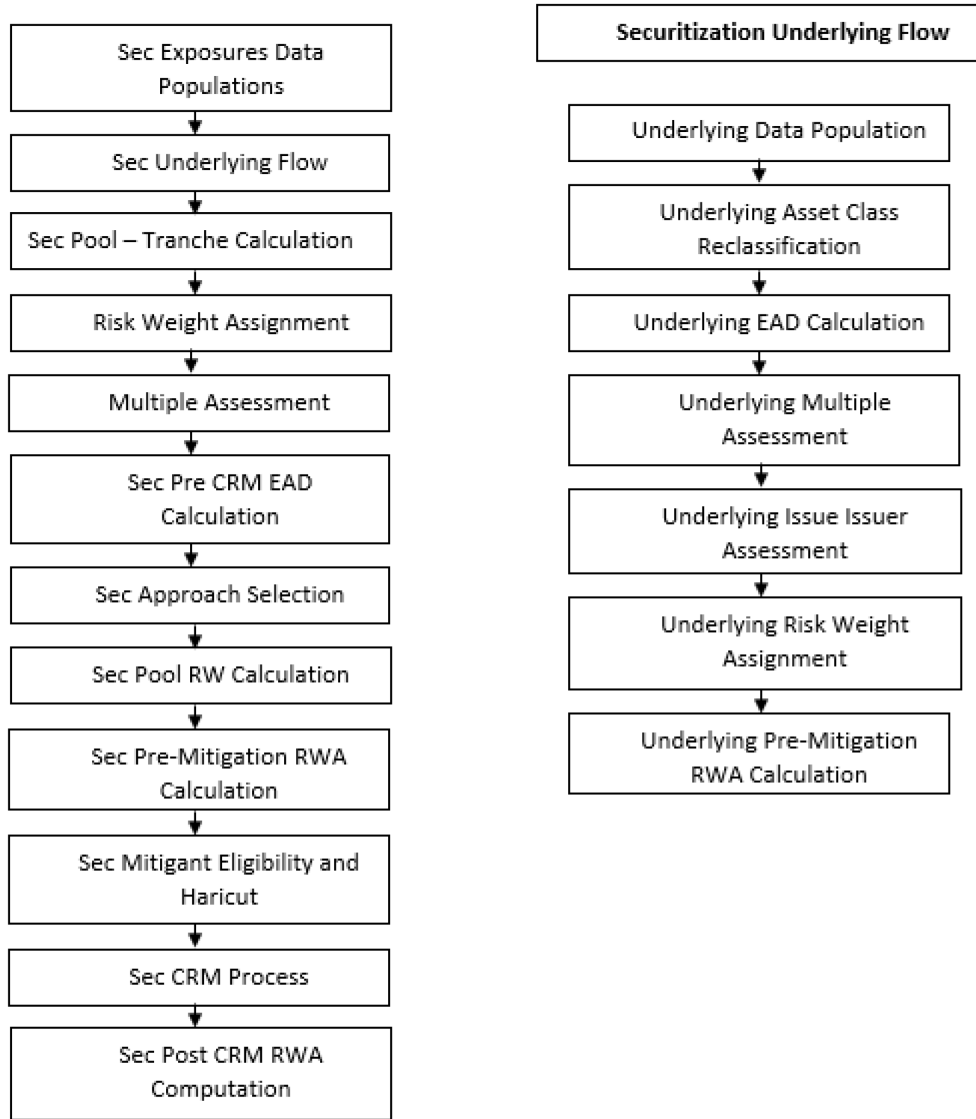 Sec Exposures Data
Populations
Sec Underlying Flow
Sec Pool – Tranche Calculation
Risk Weight Assignment
Multiple Assessment
Sec Pre CRM EAD
Calculation
Sec Approach Selection
Sec Pool RW Calculation
Sec Pre-Mitigation RWA
Calculation
Sec Mitigant Eligibility and
Haricut
Sec CRM Process
Sec Post CRM RWA
Computation
Securitization Underlying Flow
Underlying Data Population
Underlying Asset Class
Reclassification
Underlying EAD Calculation
Underlying Multiple
Assessment
Underlying Issue Issuer
Assessment
Underlying Risk Weight
Assignment
Underlying Pre-Mitigation
RWA Calculation